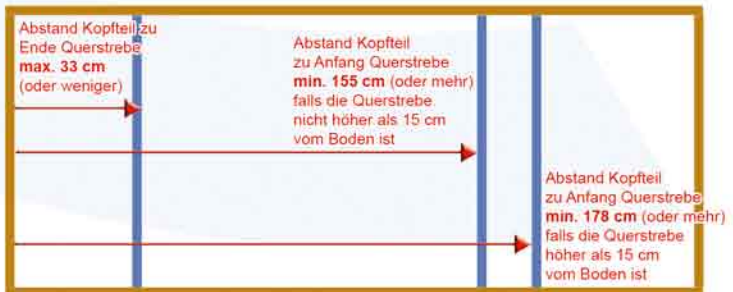 Abstand Kopfteil zu
Ende Querstrebe
max. 33 cm
(oder weniger)
Abstand Kopfteil
zu Anfang Querstrebe
min. 155 cm (oder mehr)
falls die Querstrebe
nicht höher als 15 cm
vom Boden ist
Abstand Kopfteil
zu Anfang Querstrebe
min. 178 cm (oder mehr)
falls die Querstrebe
höher als 15 cm
vom Boden ist